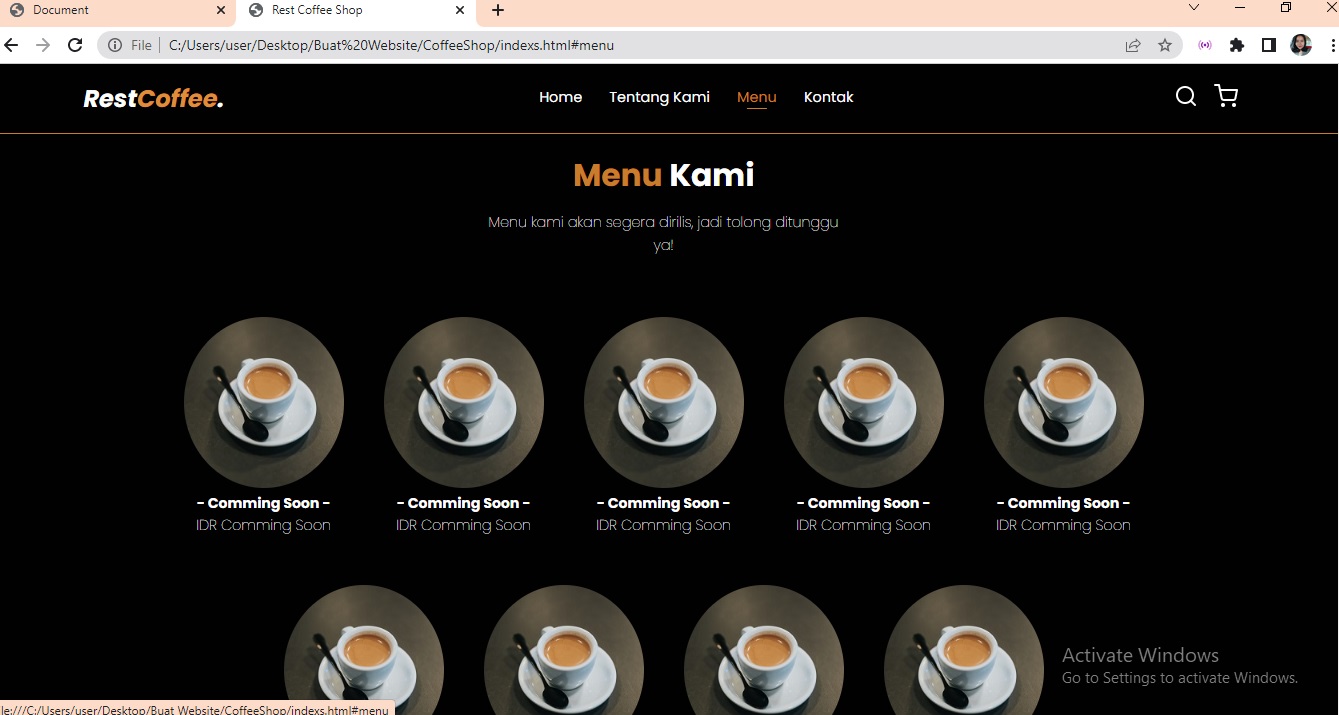 Document
Rest Coffee Shop
File
C:/Users/user/Desktop/Buat%20Website/CoffeeShop/indexs.html#menu
RestCoffee.
Home Tentang Kami Menu Kontak
Menu Kami
Menu kami akan segera dirilis, jadi tolong ditunggu
ya!
- Comming Soon - - Comming Soon - - Comming Soon - - Comming Soon - - Comming Soon -
IDR Comming Soon IDR Comming Soon IDR Comming Soon IDR Comming Soon IDR Comming Soon
Activate Windows
Go to Settings to activate Windows.
le:///C:/Users/user/Desktop/Buat Website/CoffeeShop/indexs.html#menu